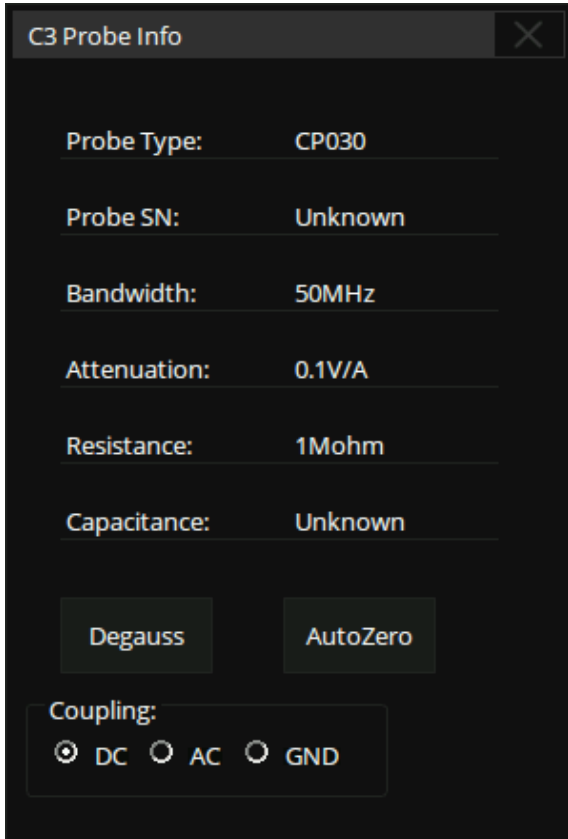 C3 Probe Info
Probe Type: CP030
Probe SN: Unknown
Bandwidth: 50MHz
Attenuation: 0.1V/A
Resistance: 1Mohm
Capacitance: Unknown
Degauss AutoZero
Coupling:
DC AC GND